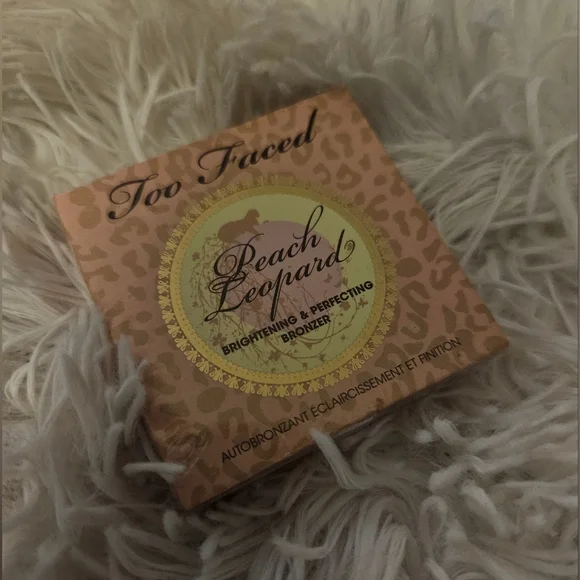 Too Faced
Peach
Leopard
BRIGHTENING & PERFECTING
BRONZER
AUTOBRONZANT ÉCLAIRCISSEMENT ET FINITION